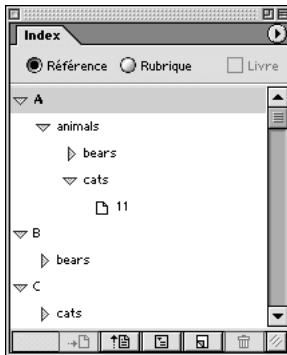 Index
Référence Rubrique Livre
A
animals
bears
cats
11
B
bears
C
cats